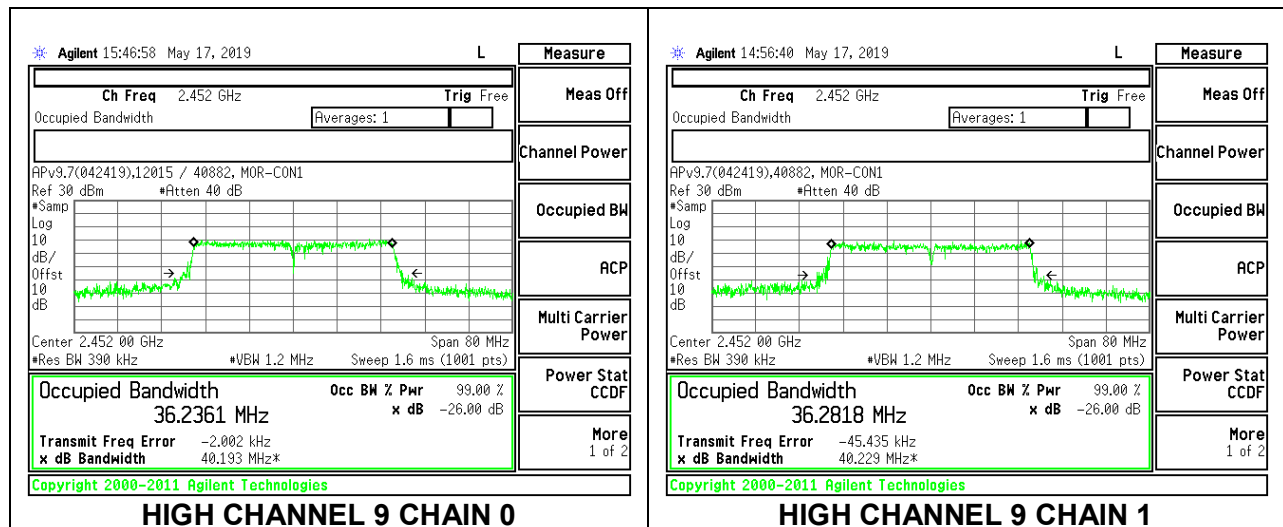 Agilent 15:46:58 May 17, 2019 L
Measure
Ch Freq 2.452 GHz Trig Free
Occupied Bandwidth Averages: 1
APv9.7(042419),12015 / 40882, MOR-CON1
Ref 30 dBm #Atten 40 dB
#Samp
Log
10
dB/
Offst
10
dB
Center 2.452 00 GHz Span 80 MHz
#Res BW 390 kHz #VBW 1.2 MHz Sweep 1.6 ms (1001 pts)
Occupied Bandwidth Occ BW % Pwr 99.00 %
36.2361 MHz x dB -26.00 dB
Transmit Freq Error -2.002 kHz
x dB Bandwidth 40.193 MHz*
Copyright 2000-2011 Agilent Technologies
Meas Off
Channel Power
Occupied BW
ACP
Multi Carrier
Power
Power Stat
CCDF
More
1 of 2
HIGH CHANNEL 9 CHAIN 0
Agilent 14:56:40 May 17, 2019 L
Measure
Ch Freq 2.452 GHz Trig Free
Occupied Bandwidth Averages: 1
APv9.7(042419),40882, MOR-CON1
Ref 30 dBm #Atten 40 dB
#Samp
Log
10
dB/
Offst
10
dB
Center 2.452 00 GHz Span 80 MHz
#Res BW 390 kHz #VBW 1.2 MHz Sweep 1.6 ms (1001 pts)
Occupied Bandwidth Occ BW % Pwr 99.00 %
36.2818 MHz x dB -26.00 dB
Transmit Freq Error -45.435 kHz
x dB Bandwidth 40.229 MHz*
Copyright 2000-2011 Agilent Technologies
Meas Off
Channel Power
Occupied BW
ACP
Multi Carrier
Power
Power Stat
CCDF
More
1 of 2
HIGH CHANNEL 9 CHAIN 1